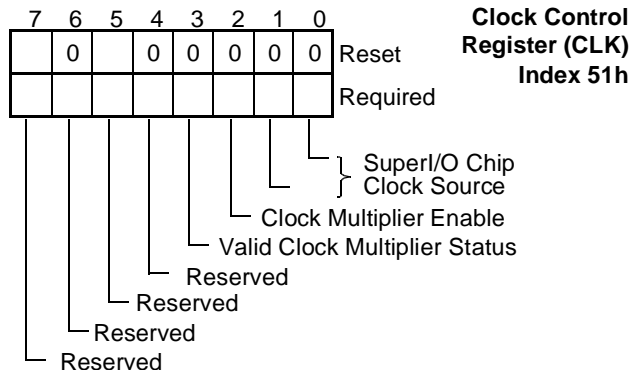 7 6 5 4 3 2 1 0
Clock Control
Register (CLK)
Index 51h
0 0 0 0 0 0 Reset
Required
SuperI/O Chip
Clock Source
Clock Multiplier Enable
Valid Clock Multiplier Status
Reserved
Reserved
Reserved
Reserved